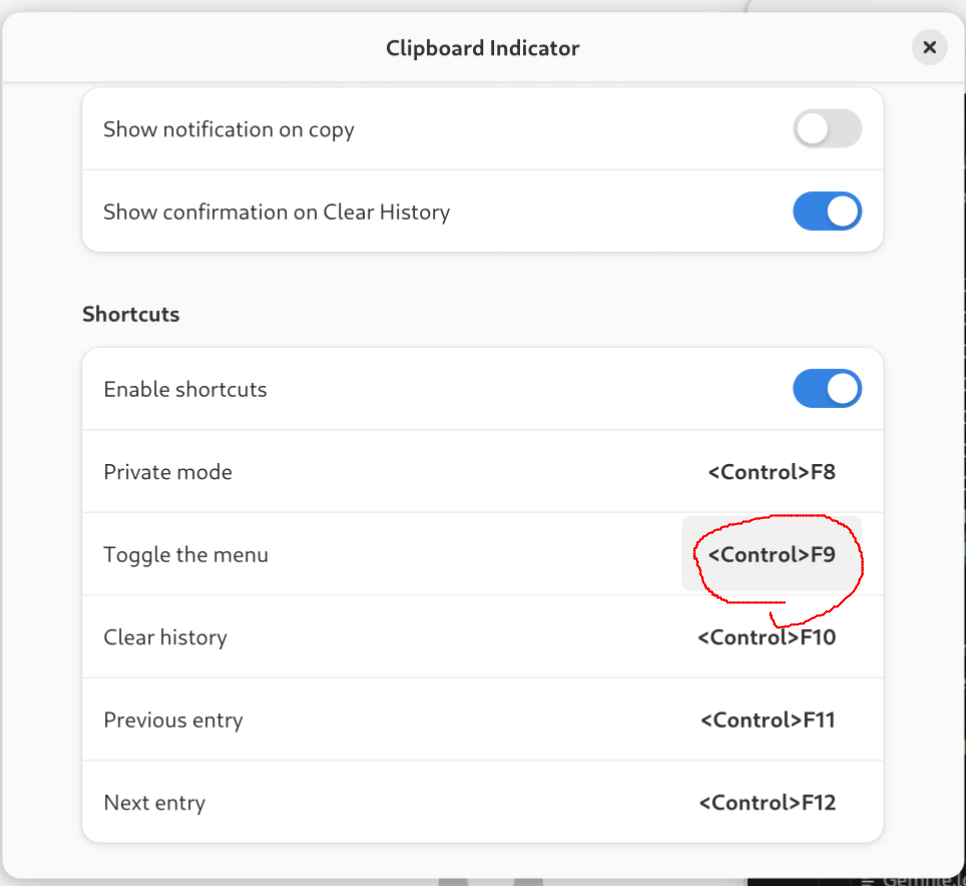 Clipboard Indicator
Show notification on copy
Show confirmation on Clear History
Shortcuts
Enable shortcuts
Private mode <Control>F8
Toggle the menu <Control>F9
Clear history <Control>F10
Previous entry <Control>F11
Next entry <Control>F12